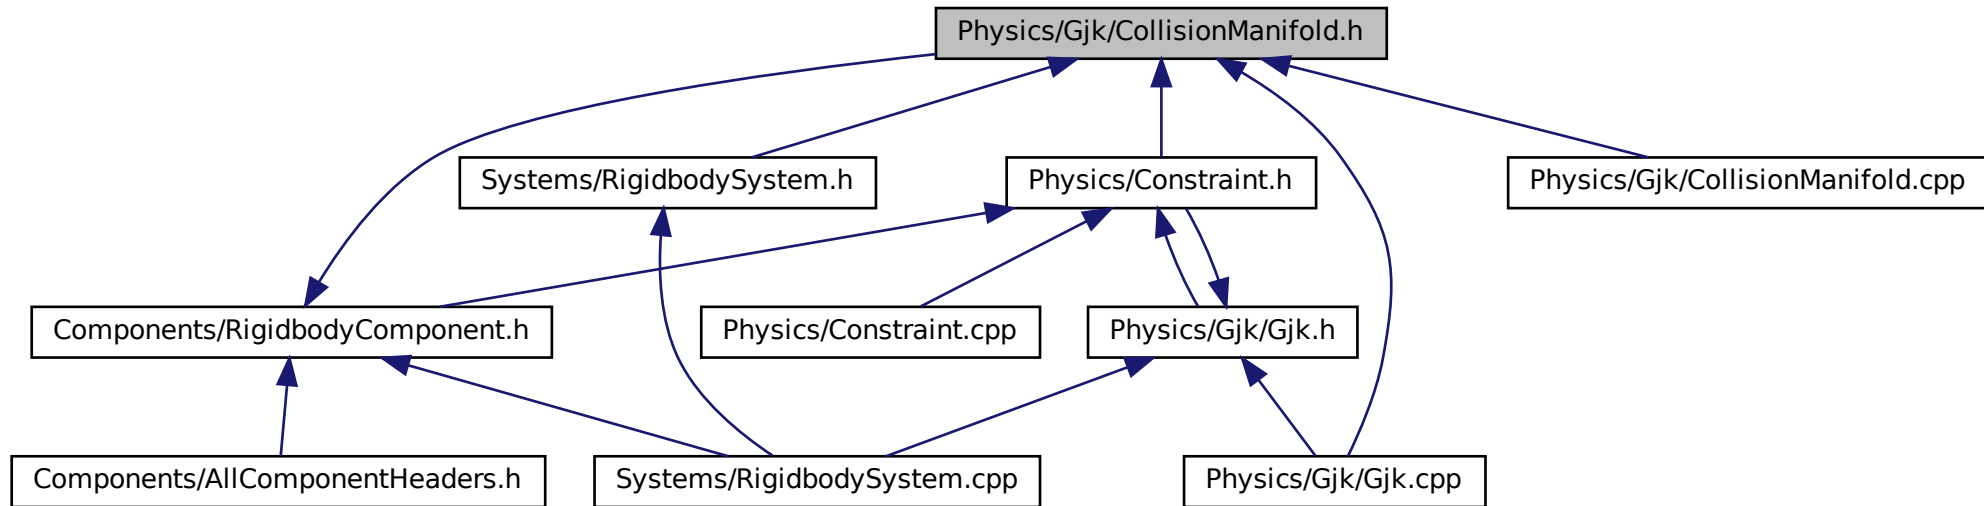 Physics/Gjk/CollisionManifold.h
Systems/RigidbodySystem.h
Physics/Constraint.h
Physics/Gjk/CollisionManifold.cpp
Components/RigidbodyComponent.h
Physics/Constraint.cpp
Physics/Gjk/Gjk.h
Components/AllComponentHeaders.h
Systems/RigidbodySystem.cpp
Physics/Gjk/Gjk.cpp